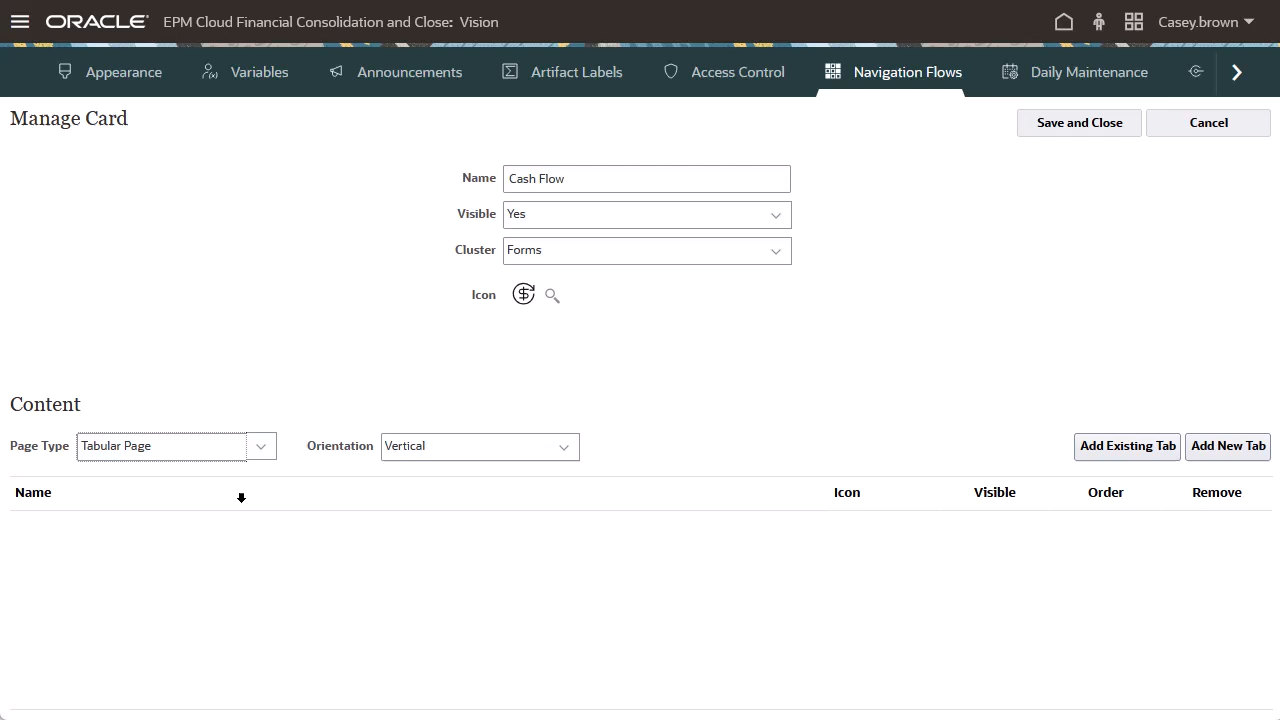 ORACLE EPM Cloud Financial Consolidation and Close: Vision Casey.brown
Appearance Variables Announcements Artifact Labels Access Control Navigation Flows Daily Maintenance
Manage Card
Save and Close Cancel
Name Cash Flow
Visible Yes
Cluster Forms
Icon
Content
Page Type Tabular Page Orientation Vertical Add Existing Tab Add New Tab
Name Icon Visible Order Remove